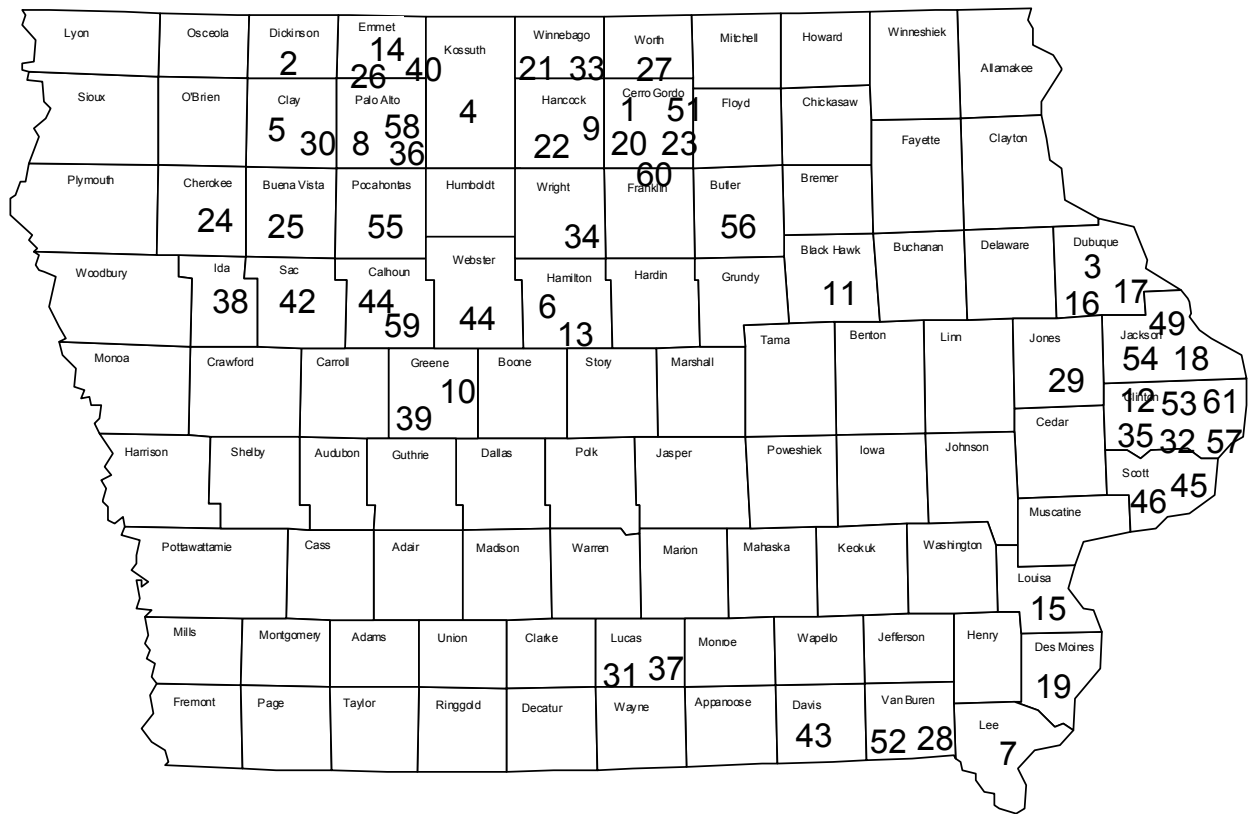 Lyon Osceola Dickinson Emmet Kossuth Winnebago Worth Mitchell Howard Winneshiek Allamakee
2 14 26 40 4 21 33 27
Sioux O'Brien Clay Palo Alto Hancock Cerro Gordo Floyd Chickasaw Fayette Clayton
5 30 8 58 36 22 9 1 51 20 23 60
Plymouth Cherokee Buena Vista Pocahontas Humboldt Wright Franklin Butler Bremer
24 25 55 34 56
Woodbury Ida Sac Calhoun Webster Hamilton Hardin Grundy Black Hawk Buchanan Delaware Dubuque
38 42 44 59 44 6 13 11 3 16 17
Monoa Crawford Carroll Greene Boone Story Marshall Tama Benton Linn Jones Jackson
10 39 29 49 54 18
Clinton
12 53 61 35 32 57
Harrison Shelby Audubon Guthrie Dallas Polk Jasper Poweshiek Iowa Johnson Cedar Scott
46 45
Muscatine
Pottawattamie Cass Adair Madison Warren Marion Mahaska Keokuk Washington Louisa
15
Mills Montgomery Adams Union Clarke Lucas Monroe Wapello Jefferson Henry Des Moines
31 37 19
Fremont Page Taylor Ringgold Decatur Wayne Appanoose Davis Van Buren Lee
43 52 28 7